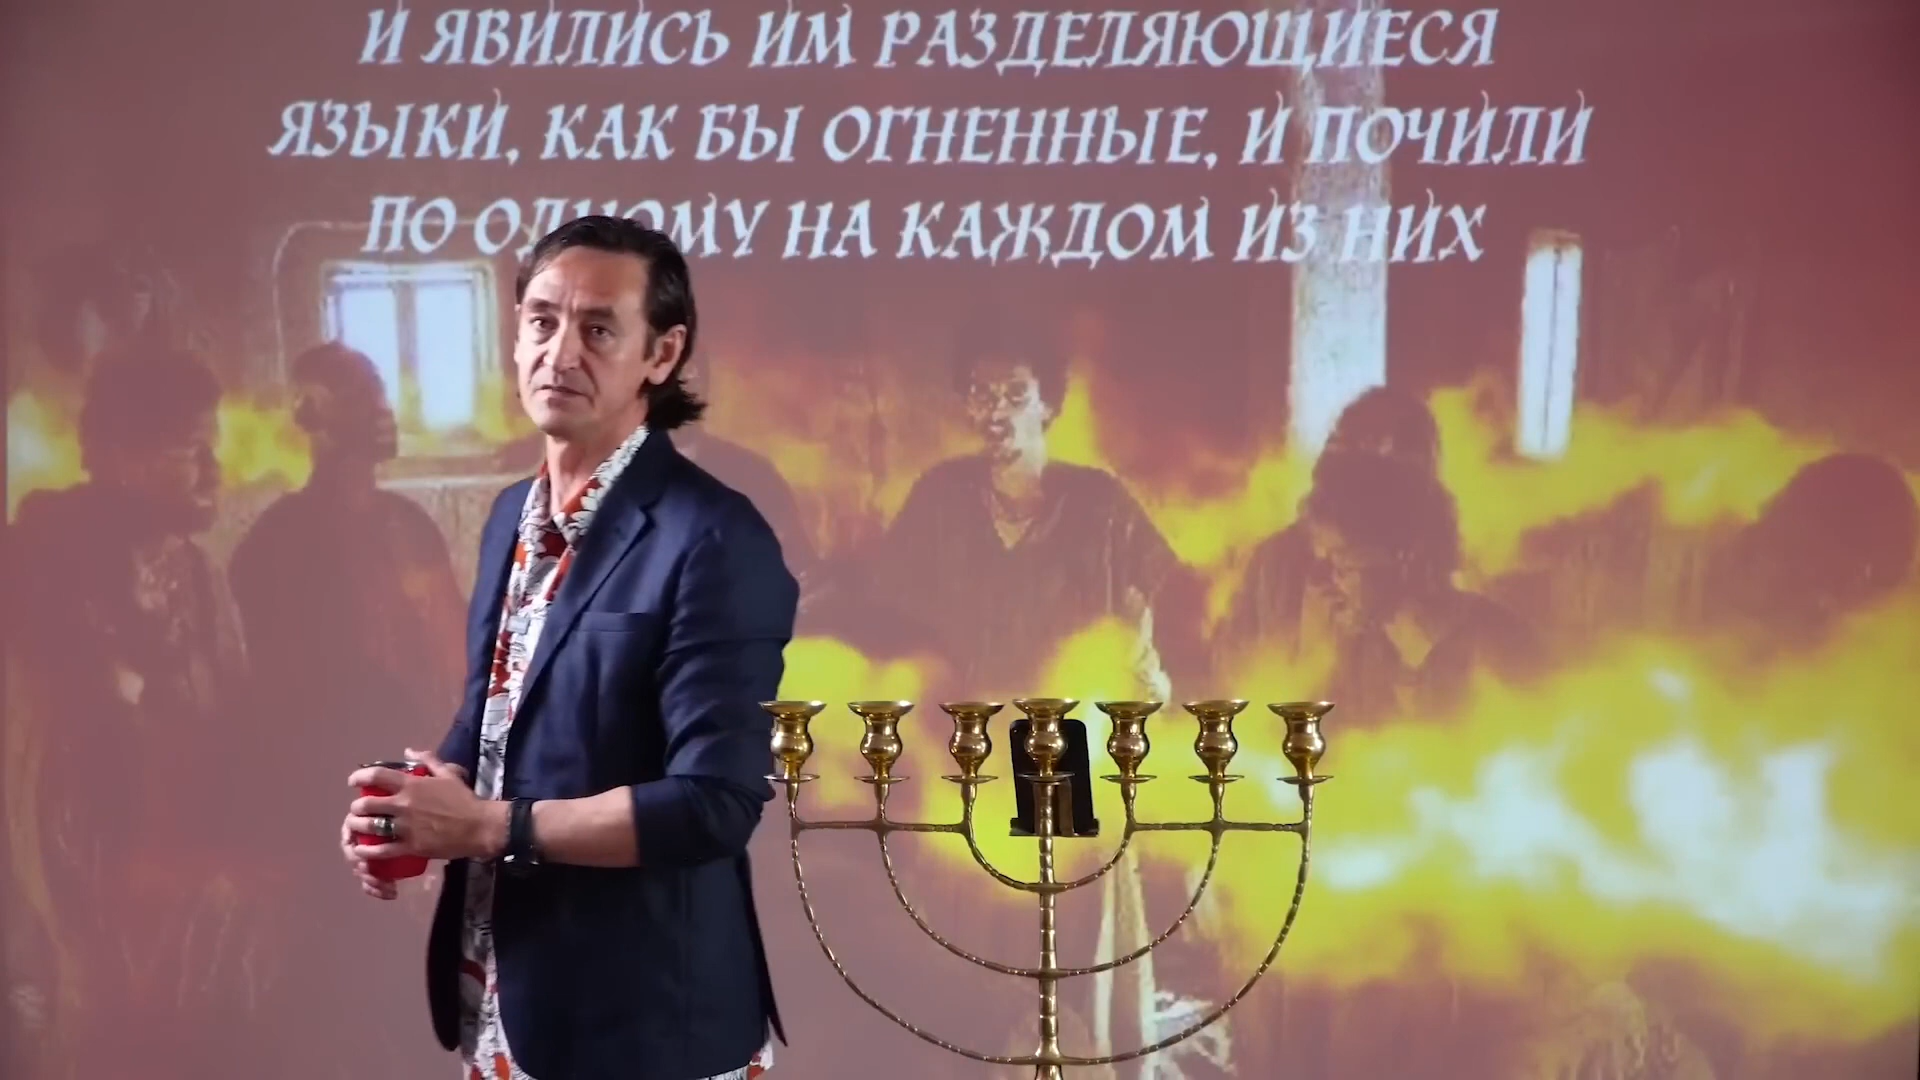 И ЯВИЛИСЬ ИМ РАЗДЕЛЯЮЩИЕСЯ
ЯЗЫКИ, КАК БЫ ОГНЕННЫЕ, И ПОЧИЛИ
ПО ОДНОМУ НА КАЖДОМ ИЗ НИХ